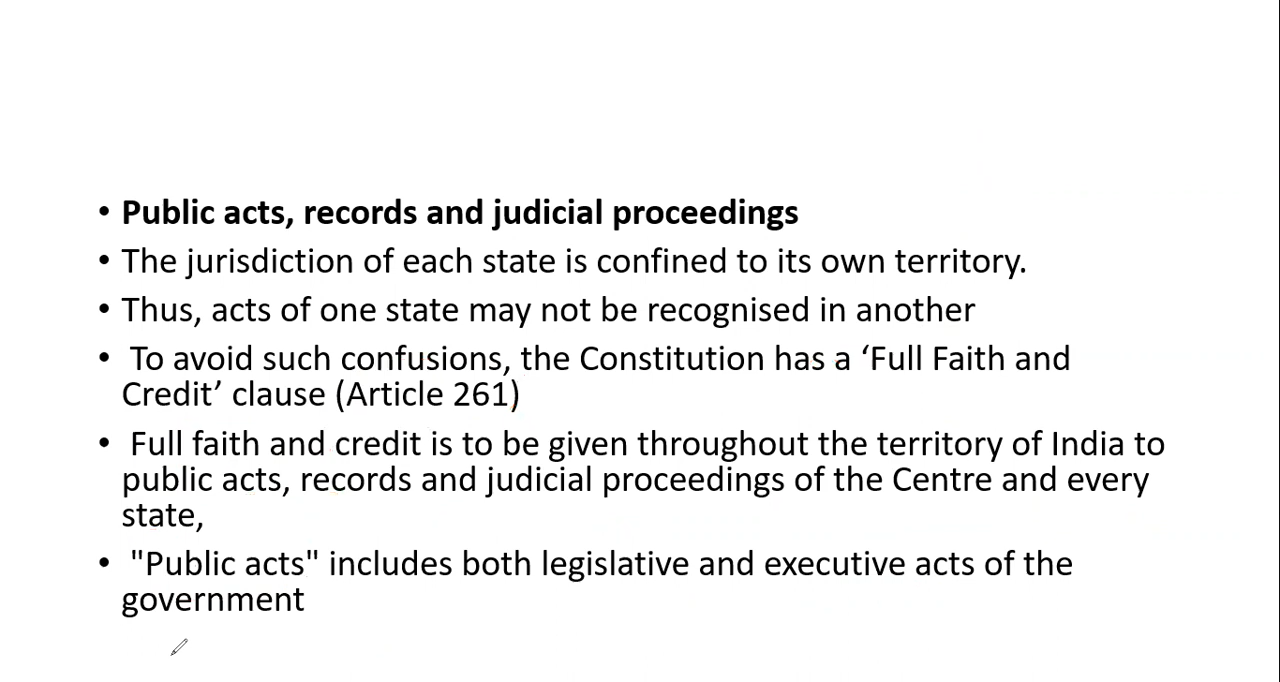 • Public acts, records and judicial proceedings
• The jurisdiction of each state is confined to its own territory.
• Thus, acts of one state may not be recognised in another
• To avoid such confusions, the Constitution has a ‘Full Faith and
Credit’ clause (Article 261)
• Full faith and credit is to be given throughout the territory of India to
public acts, records and judicial proceedings of the Centre and every
state,
• "Public acts" includes both legislative and executive acts of the
government